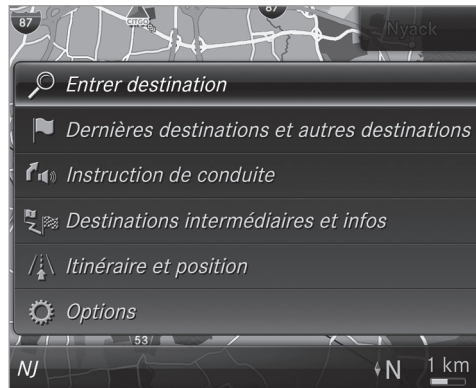 87
CITGO
87
Nyack
Entrer destination
Dernières destinations et autres destinations
Instruction de conduite
Destinations intermédiaires et infos
Itinéraire et position
Options
53
NJ
N
1 km